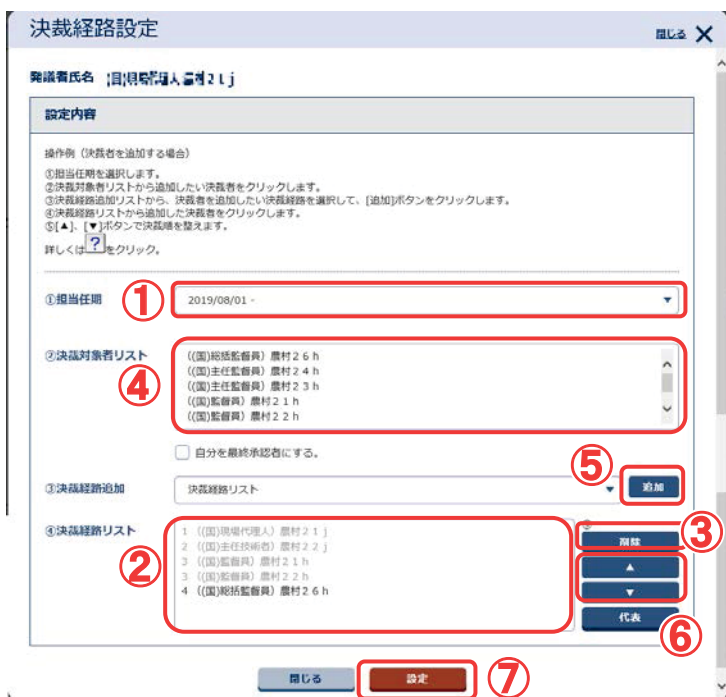 決裁経路設定
閉じる
発議者氏名
農村21j
設定内容
操作例（決裁者を追加する場合）
①担当任期を選択します。
②決裁対象者リストから追加したい決裁者をクリックします。
③決裁経路追加リストから、決裁者を追加したい決裁経路を選択して、[追加]ボタンをクリックします。
④決裁経路リストから追加した決裁者をクリックします。
⑤[▲]、[▼]ボタンで決裁順を整えます。
詳しくは?をクリック。
①担当任期 ① 2019/08/01 -
②決裁対象者リスト ④
((国)総括監督員) 農村26h
((国)主任監督員) 農村24h
((国)主任監督員) 農村23h
((国)監督員) 農村21h
((国)監督員) 農村22h
自分を最終承認者にする。
⑤
③決裁経路追加 決裁経路リスト 追加
④決裁経路リスト ②
1 ((国)現場代理人) 農村21j
2 ((国)主任技術者) 農村22j
3 ((国)監督員) 農村21h
3 ((国)監督員) 農村22h
4 ((国)総括監督員) 農村26h
⑤
削除 ③
▲
▼
代表 ⑥
閉じる 設定 ⑦